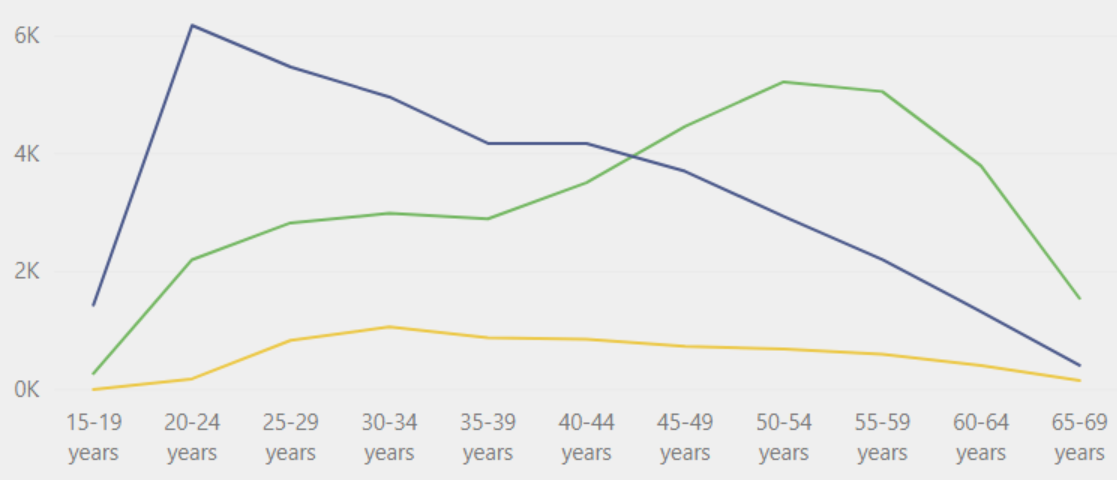 6K
4K
2K
0K
15-19 20-24 25-29 30-34 35-39 40-44 45-49 50-54 55-59 60-64 65-69
years years years years years years years years years years years